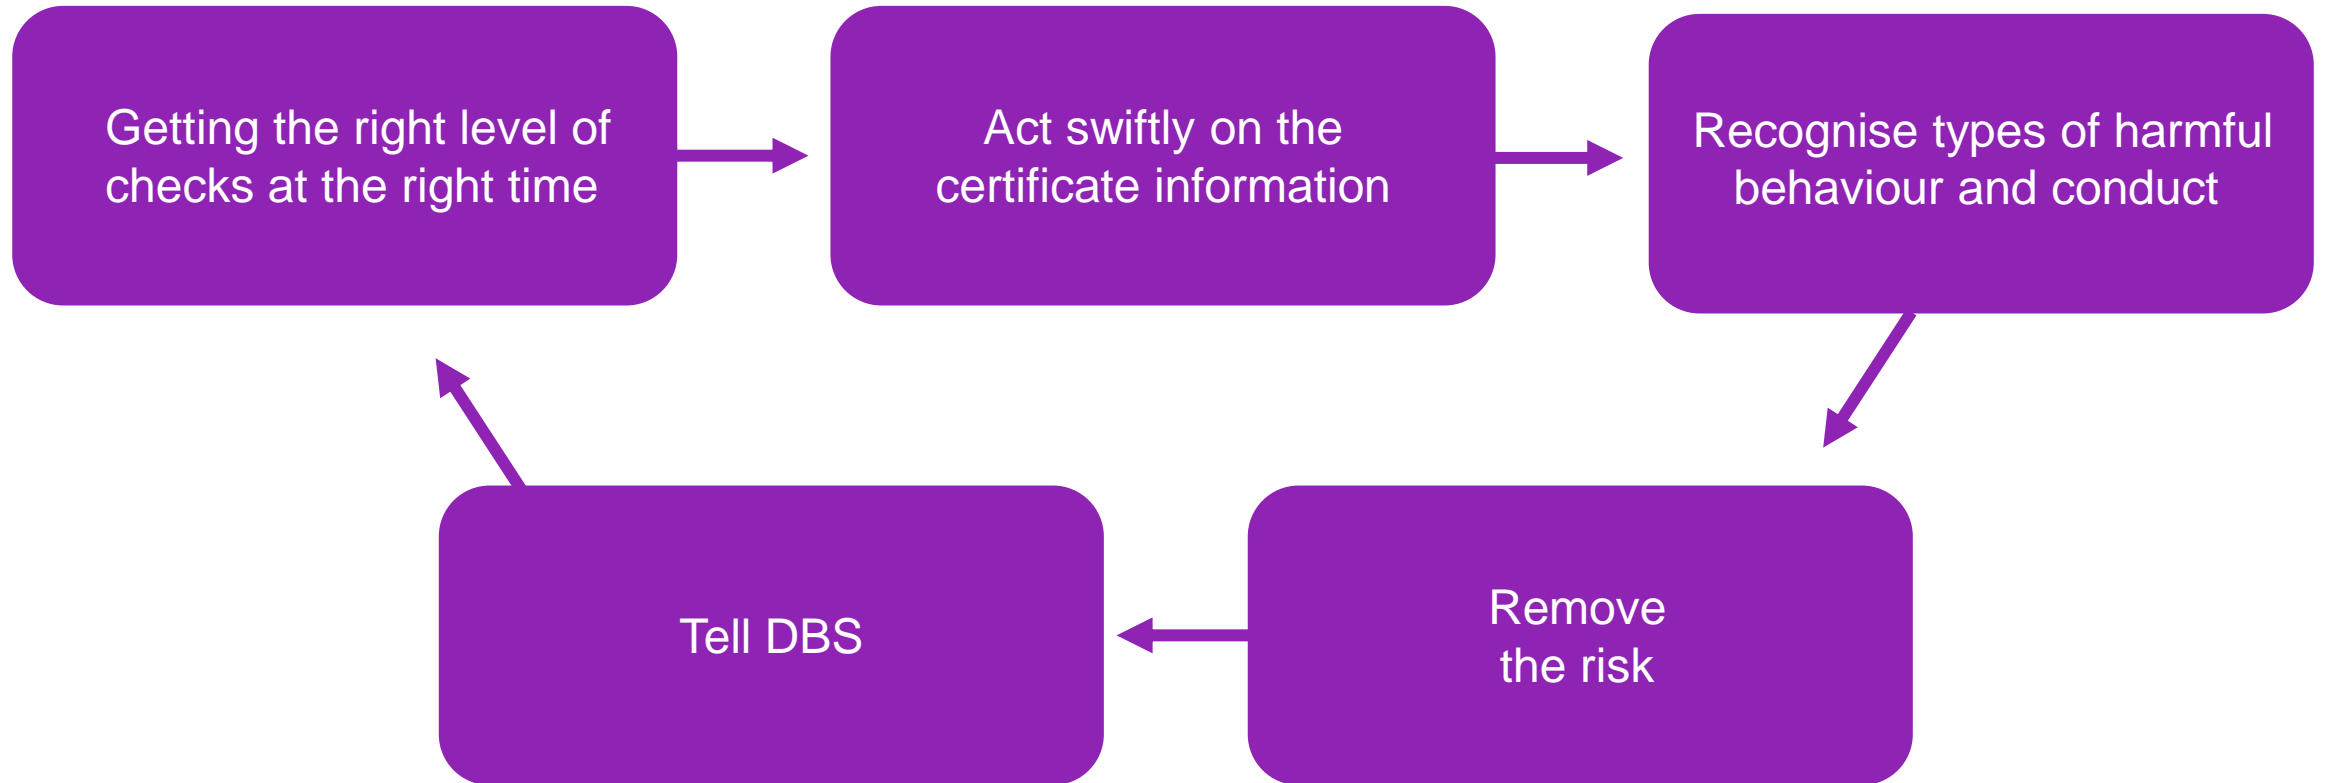 Getting the right level of
checks at the right time
Act swiftly on the
certificate information
Recognise types of harmful
behaviour and conduct
Remove
the risk
Tell DBS